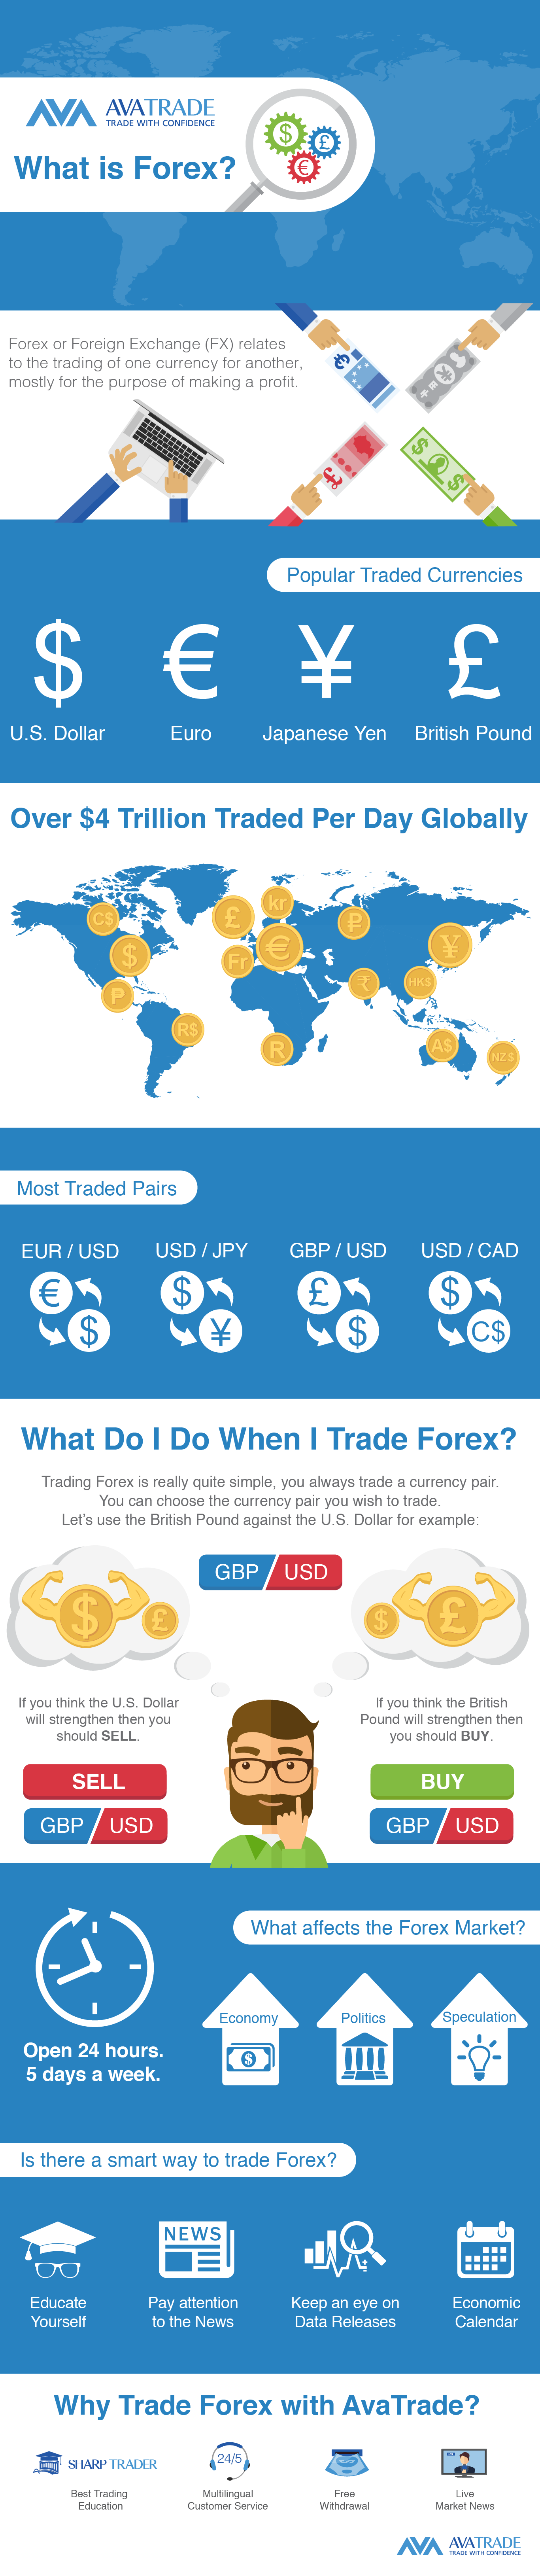 AVATRADE
TRADE WITH CONFIDENCE
What is Forex?
$
£
€
Forex or Foreign Exchange (FX) relates
to the trading of one currency for another,
mostly for the purpose of making a profit.
€
¥
£
$ $
Popular Traded Currencies
$ € ¥ £
U.S. Dollar Euro Japanese Yen British Pound
Over $4 Trillion Traded Per Day Globally
C$ £ kr ₽
$ Fr € ¥
P ₹ HK$
R$ R A$ NZ$
Most Traded Pairs
EUR / USD USD / JPY GBP / USD USD / CAD
€ $ £ $
$ ¥ $ C$
What Do I Do When I Trade Forex?
Trading Forex is really quite simple, you always trade a currency pair.
You can choose the currency pair you wish to trade.
Let's use the British Pound against the U.S. Dollar for example:
GBP / USD
$ £
$ £
If you think the U.S. Dollar
will strengthen then you
should SELL.
SELL
GBP / USD
If you think the British
Pound will strengthen then
you should BUY.
BUY
GBP / USD
Open 24 hours.
5 days a week.
What affects the Forex Market?
Economy Politics Speculation
$
Is there a smart way to trade Forex?
NEWS
Educate
Yourself
Pay attention
to the News
Keep an eye on
Data Releases
Economic
Calendar
Why Trade Forex with AvaTrade?
SHARP TRADER
Best Trading
Education
24/5
Multilingual
Customer Service
Free
Withdrawal
Live
Market News
AVATRADE
TRADE WITH CONFIDENCE